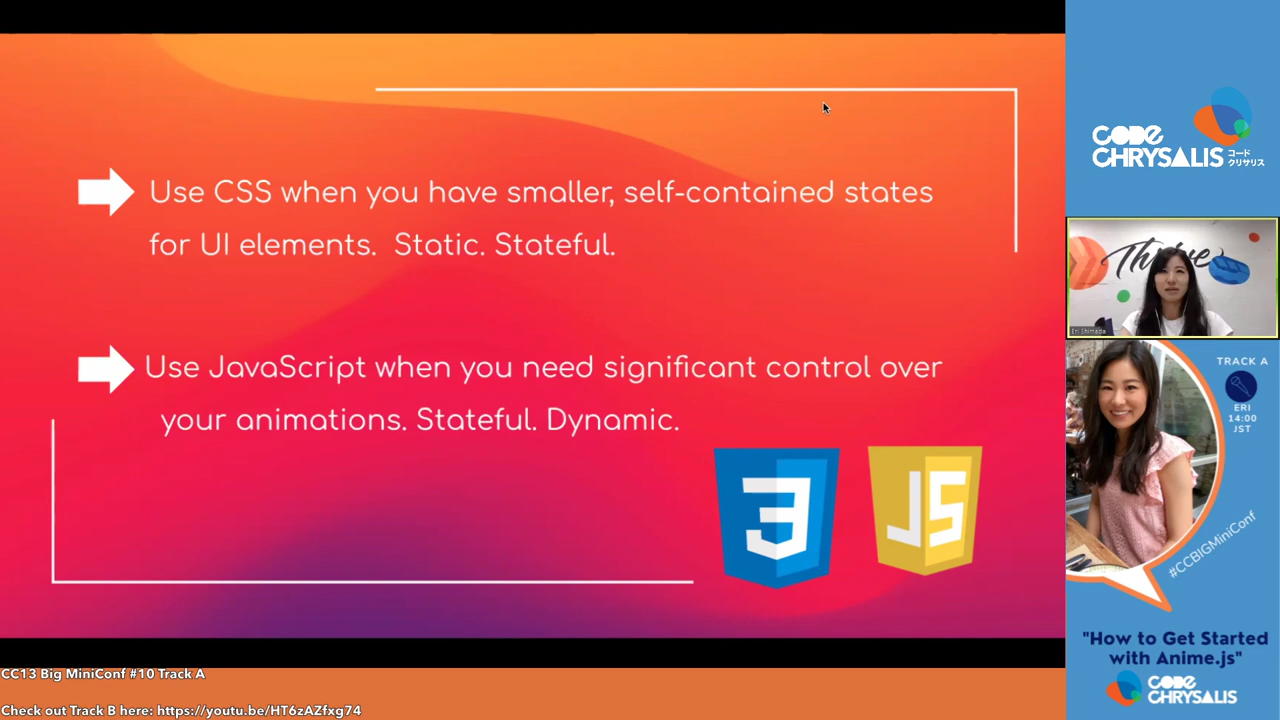 Use CSS when you have smaller, self-contained states
for UI elements.  Static. Stateful.
Use JavaScript when you need significant control over
your animations. Stateful. Dynamic.
3
JS
CODE
CHRYSALIS
コード
クリサリス
Thrive
Eri Shimada
TRACK A
ERI
14:00
JST
#CCBIGMiniConf
"How to Get Started
with Anime.js"
CODE
CHRYSALIS
CC13 Big MiniConf #10 Track A
Check out Track B here: https://youtu.be/HT6zAZfxg74